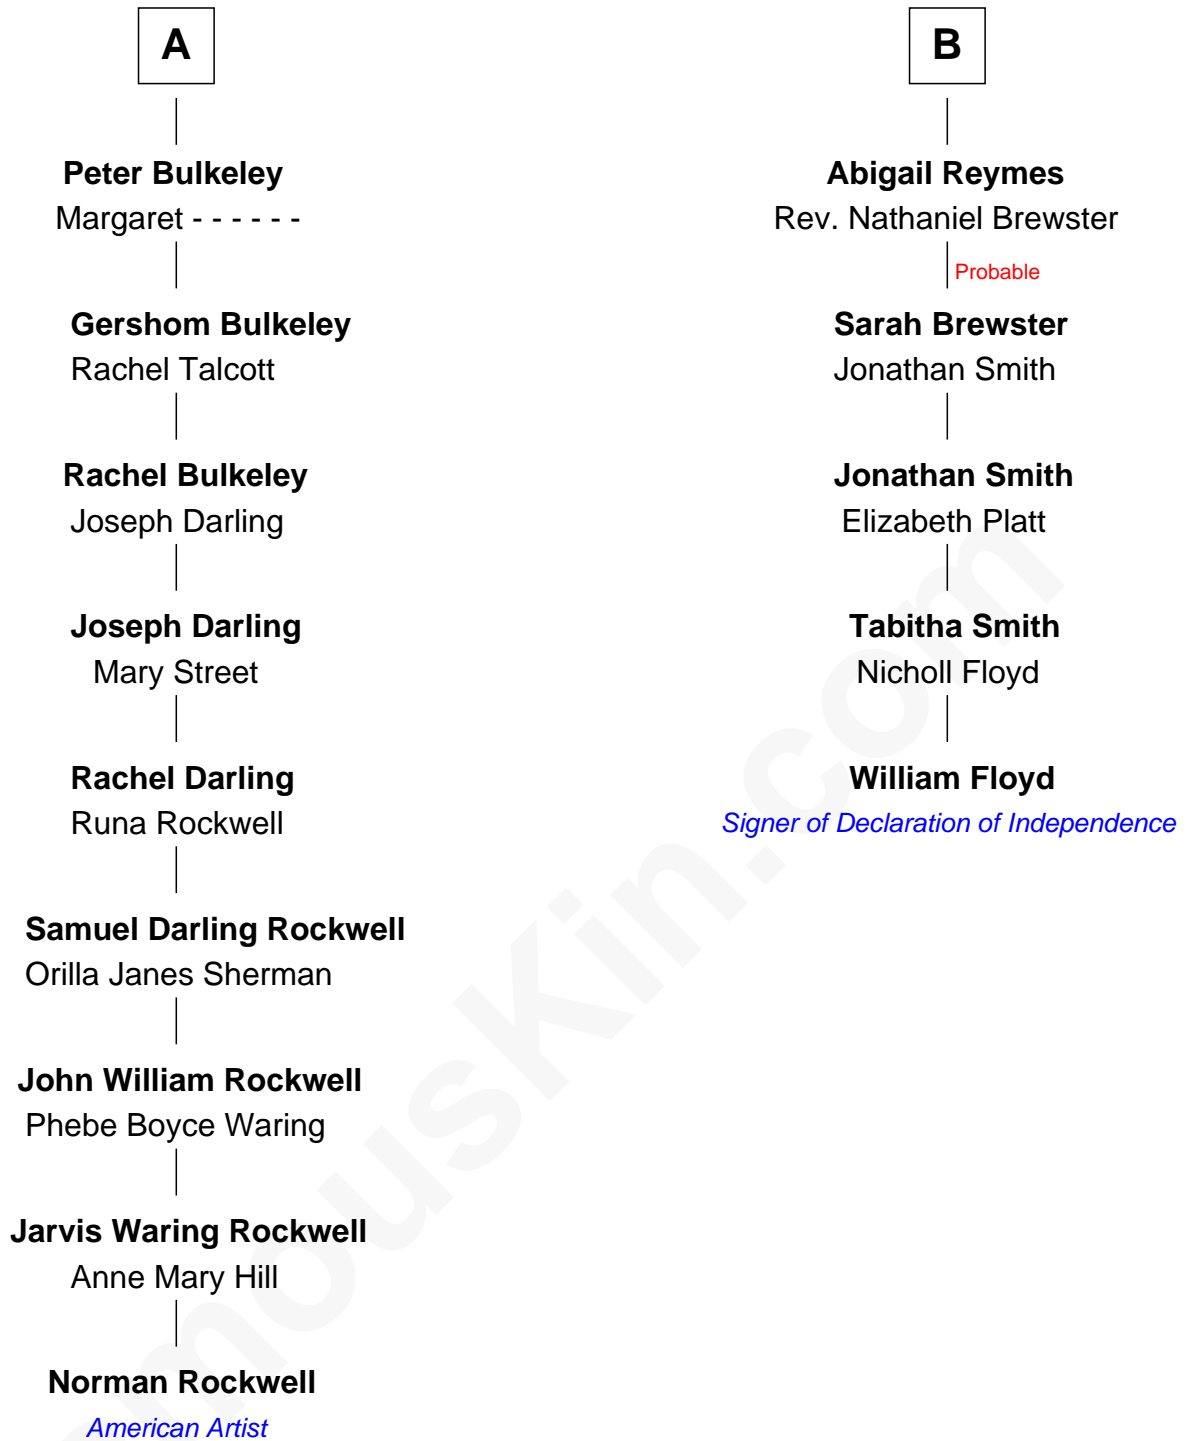 A
Peter Bulkeley
Margaret - - - - - -
Gershom Bulkeley
Rachel Talcott
Rachel Bulkeley
Joseph Darling
Joseph Darling
Mary Street
Rachel Darling
Runa Rockwell
Samuel Darling Rockwell
Orilla Janes Sherman
John William Rockwell
Phebe Boyce Waring
Jarvis Waring Rockwell
Anne Mary Hill
Norman Rockwell
American Artist
B
Abigail Reymes
Rev. Nathaniel Brewster
Probable
Sarah Brewster
Jonathan Smith
Jonathan Smith
Elizabeth Platt
Tabitha Smith
Nicholl Floyd
William Floyd
Signer of Declaration of Independence
mousKin.com